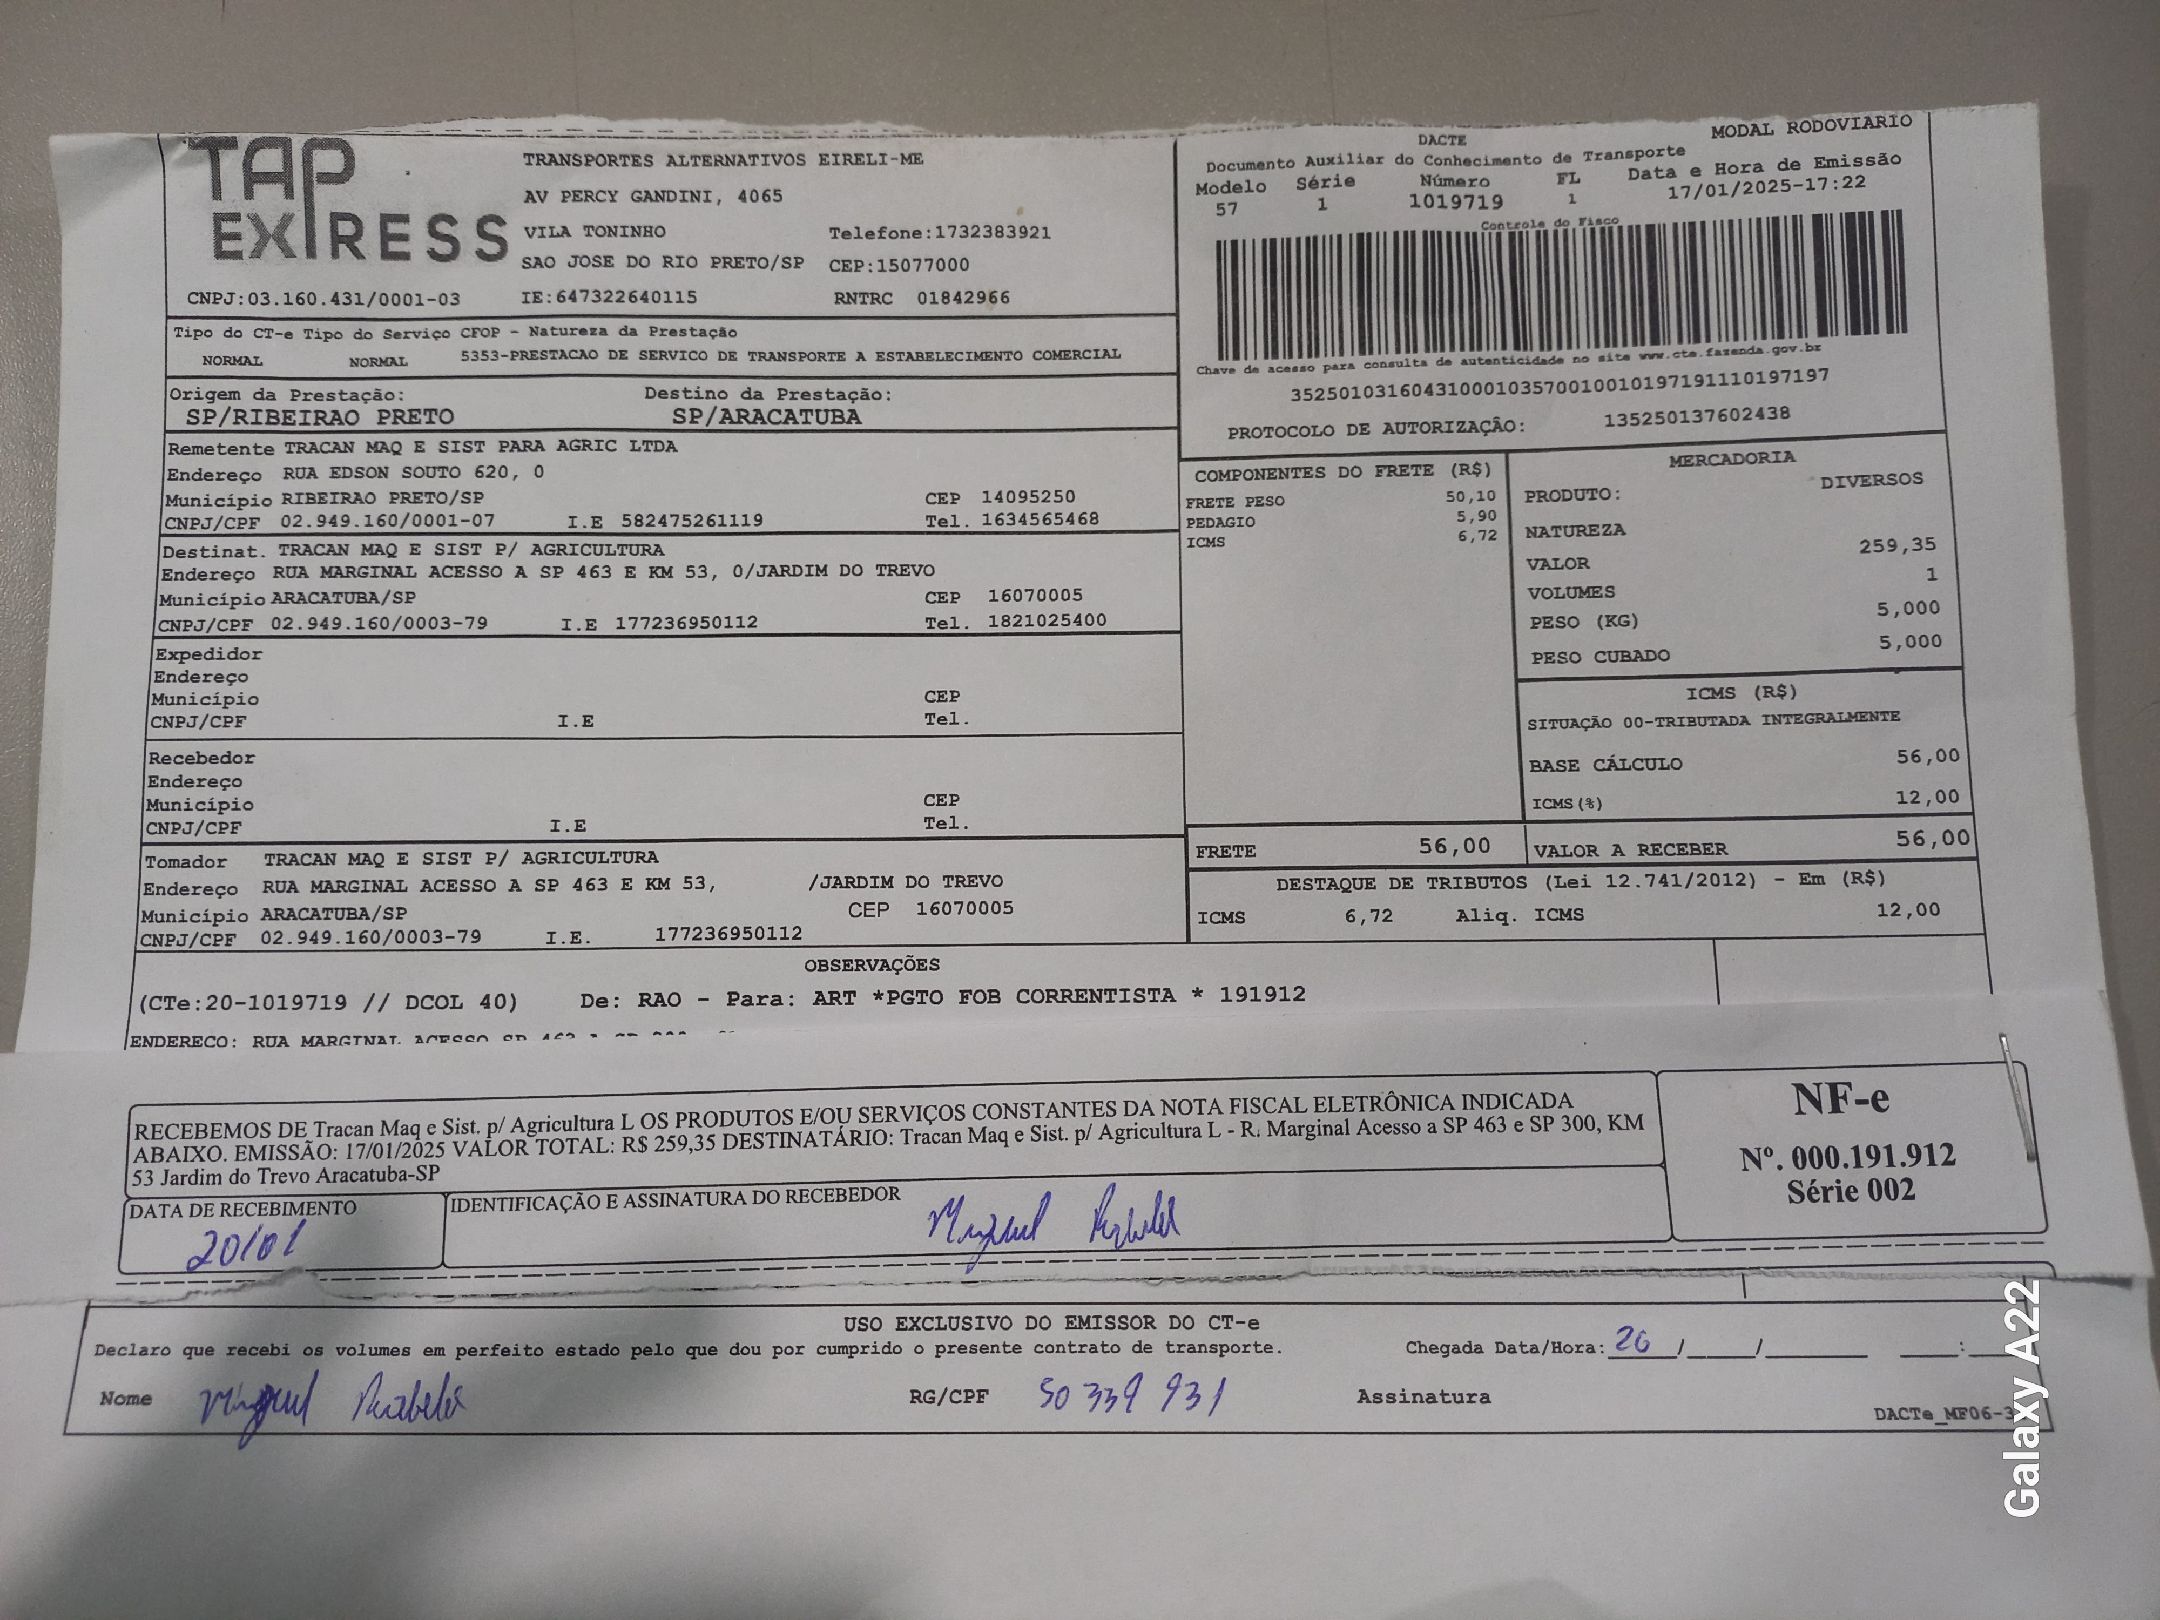 TAP EXPRESS
TRANSPORTES ALTERNATIVOS EIRELI-ME
AV PERCY GANDINI, 4065
VILA TONINHO Telefone:1732383921
SAO JOSE DO RIO PRETO/SP CEP:15077000
CNPJ:03.160.431/0001-03 IE:647322640115 RNTRC 01842966
DACTE MODAL RODOVIARIO
Documento Auxiliar do Conhecimento de Transporte
Modelo Série Número FL Data e Hora de Emissão
57 1 1019719 1 17/01/2025-17:22
Controle do Fisco
Chave de acesso para consulta de autenticidade no site www.cte.fazenda.gov.br
35250103160431000103570010010197191110197197
PROTOCOLO DE AUTORIZAÇÃO: 135250137602438
Tipo do CT-e Tipo do Serviço CFOP - Natureza da Prestação
NORMAL NORMAL 5353-PRESTACAO DE SERVICO DE TRANSPORTE A ESTABELECIMENTO COMERCIAL
Origem da Prestação: Destino da Prestação:
SP/RIBEIRAO PRETO SP/ARACATUBA
Remetente TRACAN MAQ E SIST PARA AGRIC LTDA
Endereço RUA EDSON SOUTO 620, 0
Município RIBEIRAO PRETO/SP CEP 14095250
CNPJ/CPF 02.949.160/0001-07 I.E 582475261119 Tel. 1634565468
Destinat. TRACAN MAQ E SIST P/ AGRICULTURA
Endereço RUA MARGINAL ACESSO A SP 463 E KM 53, 0/JARDIM DO TREVO
Município ARACATUBA/SP CEP 16070005
CNPJ/CPF 02.949.160/0003-79 I.E 177236950112 Tel. 1821025400
Expedidor
Endereço
Município CEP
CNPJ/CPF I.E Tel.
Recebedor
Endereço
Município CEP
CNPJ/CPF I.E Tel.
Tomador TRACAN MAQ E SIST P/ AGRICULTURA
Endereço RUA MARGINAL ACESSO A SP 463 E KM 53, /JARDIM DO TREVO
Município ARACATUBA/SP CEP 16070005
CNPJ/CPF 02.949.160/0003-79 I.E. 177236950112
COMPONENTES DO FRETE (R$)
FRETE PESO 50,10
PEDAGIO 5,90
ICMS 6,72
MERCADORIA
PRODUTO: DIVERSOS
NATUREZA
VALOR 259,35
VOLUMES 1
PESO (KG) 5,000
PESO CUBADO 5,000
ICMS (R$)
SITUAÇÃO 00-TRIBUTADA INTEGRALMENTE
BASE CÁLCULO 56,00
ICMS(%) 12,00
FRETE 56,00 VALOR A RECEBER 56,00
DESTAQUE DE TRIBUTOS (Lei 12.741/2012) - Em (R$)
ICMS 6,72 Aliq. ICMS 12,00
OBSERVAÇÕES
(CTe:20-1019719 // DCOL 40) De: RAO - Para: ART *PGTO FOB CORRENTISTA * 191912
ENDERECO: RUA MARGINAL ACESSO SP 463
RECEBEMOS DE Tracan Maq e Sist. p/ Agricultura L OS PRODUTOS E/OU SERVIÇOS CONSTANTES DA NOTA FISCAL ELETRÔNICA INDICADA
ABAIXO. EMISSÃO: 17/01/2025 VALOR TOTAL: R$ 259,35 DESTINATÁRIO: Tracan Maq e Sist. p/ Agricultura L - R. Marginal Acesso a SP 463 e SP 300, KM
53 Jardim do Trevo Aracatuba-SP
NF-e
Nº. 000.191.912
Série 002
DATA DE RECEBIMENTO IDENTIFICAÇÃO E ASSINATURA DO RECEBEDOR
20/01
USO EXCLUSIVO DO EMISSOR DO CT-e
Declaro que recebi os volumes em perfeito estado pelo que dou por cumprido o presente contrato de transporte. Chegada Data/Hora: 20 / / :
Nome RG/CPF 50 339 931 Assinatura
DACTe_MF06-3
Galaxy A22